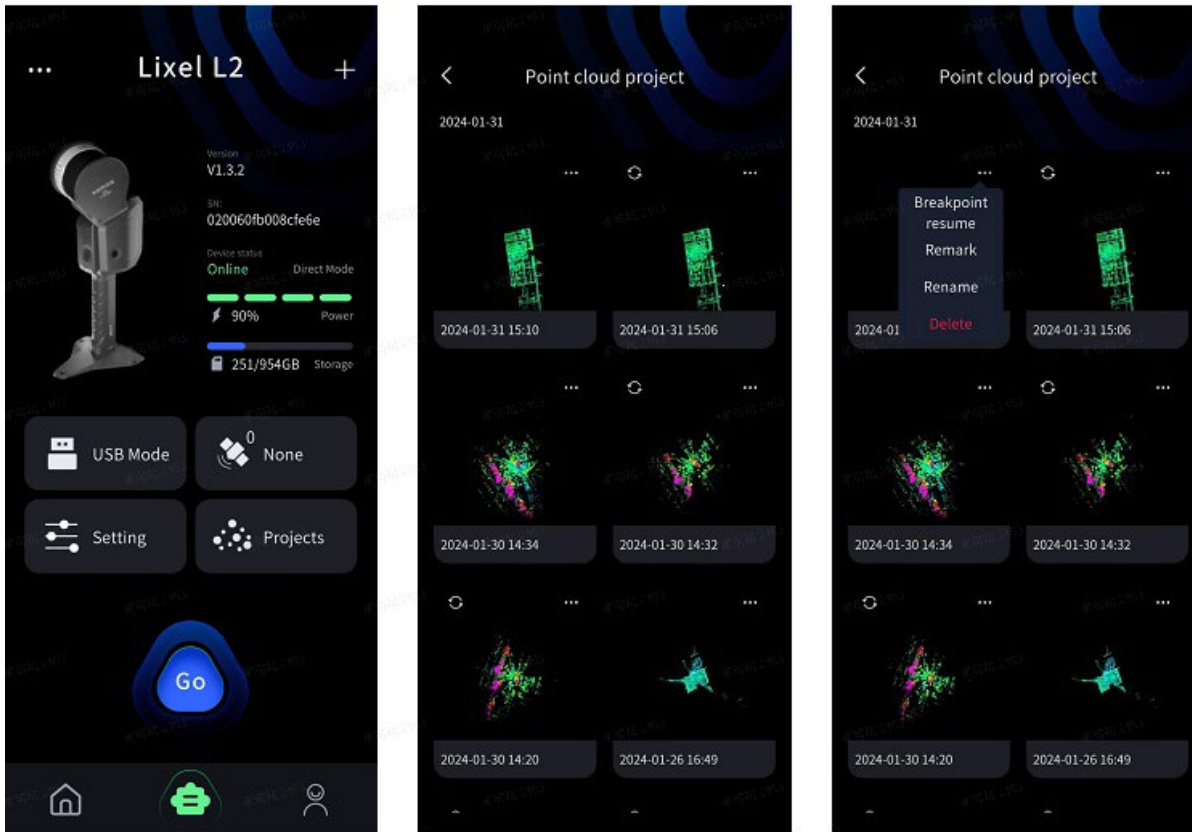 Lixel L2
Version
V1.3.2
SN:
020060fb008cfe6e
Device status
Online Direct Mode
90% Power
251/954GB Storage
USB Mode
0
None
Setting
Projects
Go
Point cloud project
2024-01-31
2024-01-31 15:10
2024-01-31 15:06
2024-01-30 14:34
2024-01-30 14:32
2024-01-30 14:20
2024-01-26 16:49
Point cloud project
2024-01-31
Breakpoint
resume
Remark
Rename
Delete
2024-01
2024-01-31 15:06
2024-01-30 14:34
2024-01-30 14:32
2024-01-30 14:20
2024-01-26 16:49